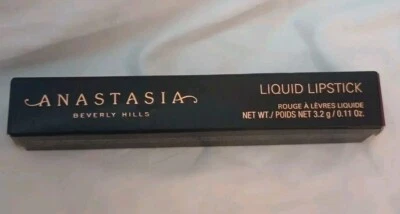 ANASTASIA
BEVERLY HILLS
LIQUID LIPSTICK
ROUGE À LÈVRES LIQUIDE
NET WT./ POIDS NET 3.2 g / 0.11 Oz.